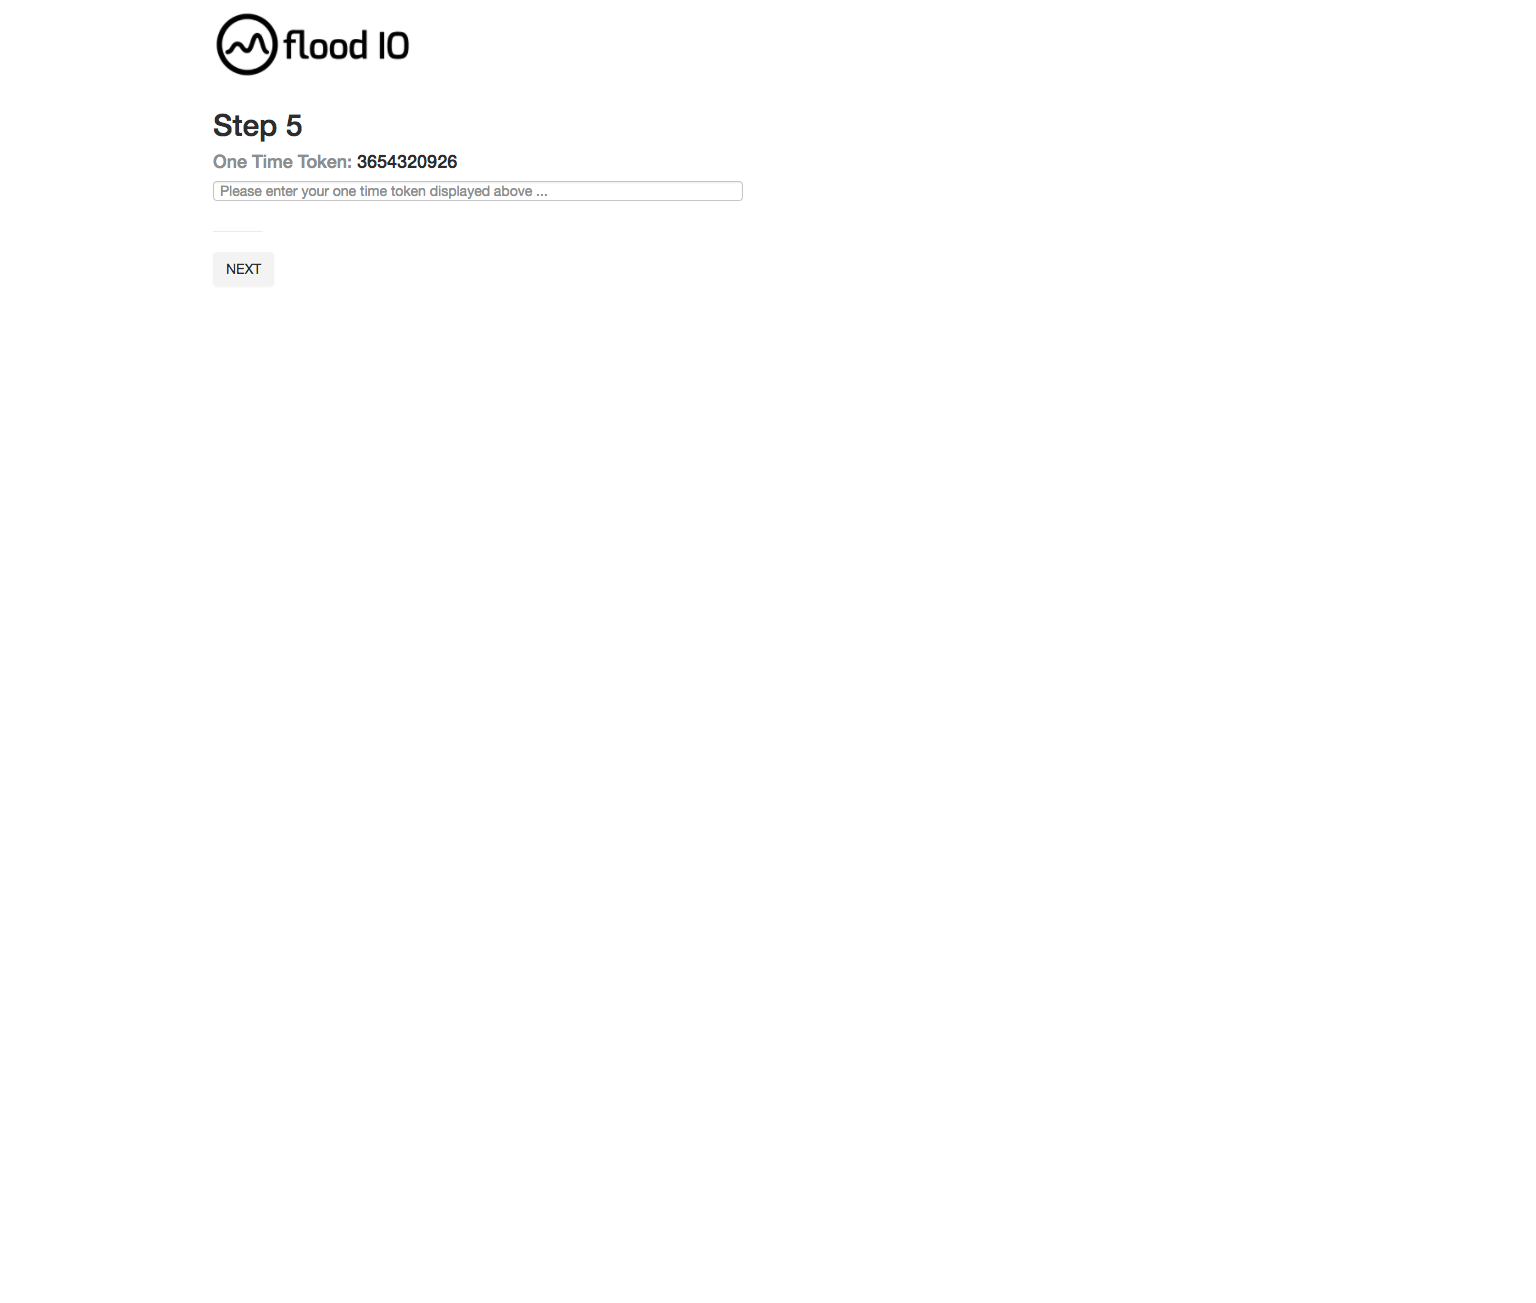 flood IO
Step 5
One Time Token: 3654320926
Please enter your one time token displayed above ...
NEXT